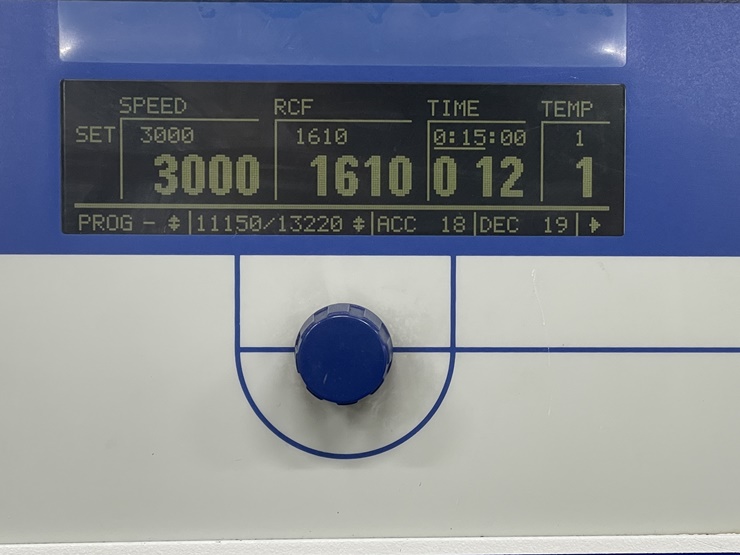 SPEED RCF TIME TEMP
SET 3000 1610 0:15:00 1
3000 1610 0 12 1
PROG - 11150/13220 ACC 18 DEC 19